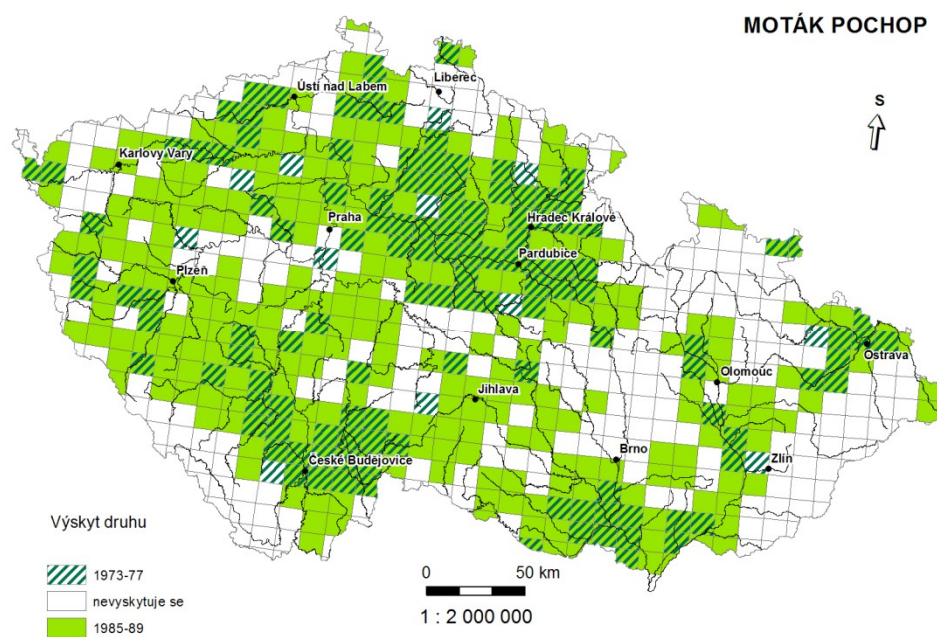 MOTÁK POCHOP
S
Ústí nad Labem
Liberec
Karlovy Vary
Praha
Hradec Králové
Pardubice
Plzeň
Ostrava
Olomouc
Jihlava
Brno
Zlín
České Budějovice
Výskyt druhu
1973-77
nevyskytuje se
1985-89
0 50 km
1 : 2 000 000